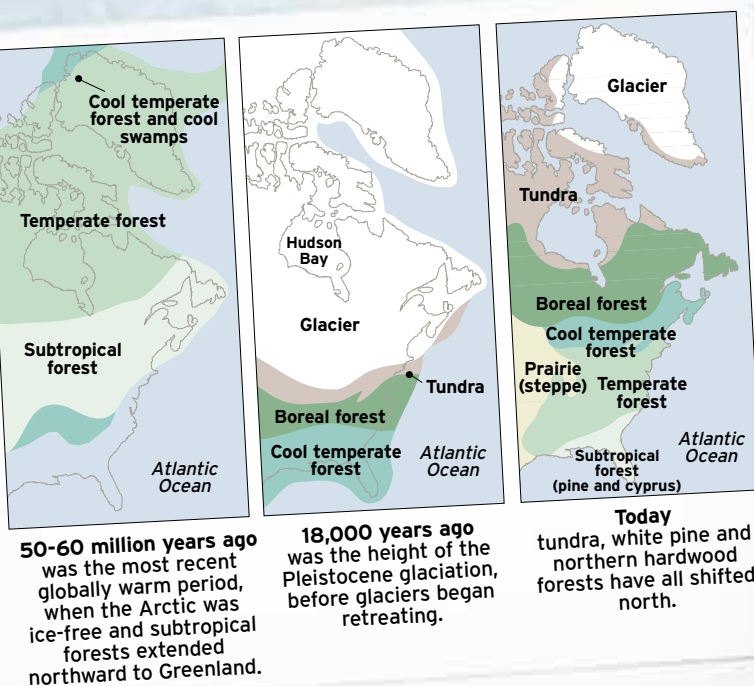 Cool temperate
forest and cool
swamps
Temperate forest
Subtropical
forest
Atlantic
Ocean
50-60 million years ago
was the most recent
globally warm period,
when the Arctic was
ice-free and subtropical
forests extended
northward to Greenland.
Hudson
Bay
Glacier
Tundra
Boreal forest
Cool temperate
forest
Atlantic
Ocean
18,000 years ago
was the height of the
Pleistocene glaciation,
before glaciers began
retreating.
Glacier
Tundra
Boreal forest
Cool temperate
forest
Prairie
(steppe)
Temperate
forest
Subtropical
forest
(pine and cyprus)
Atlantic
Ocean
Today
tundra, white pine and
northern hardwood
forests have all shifted
north.